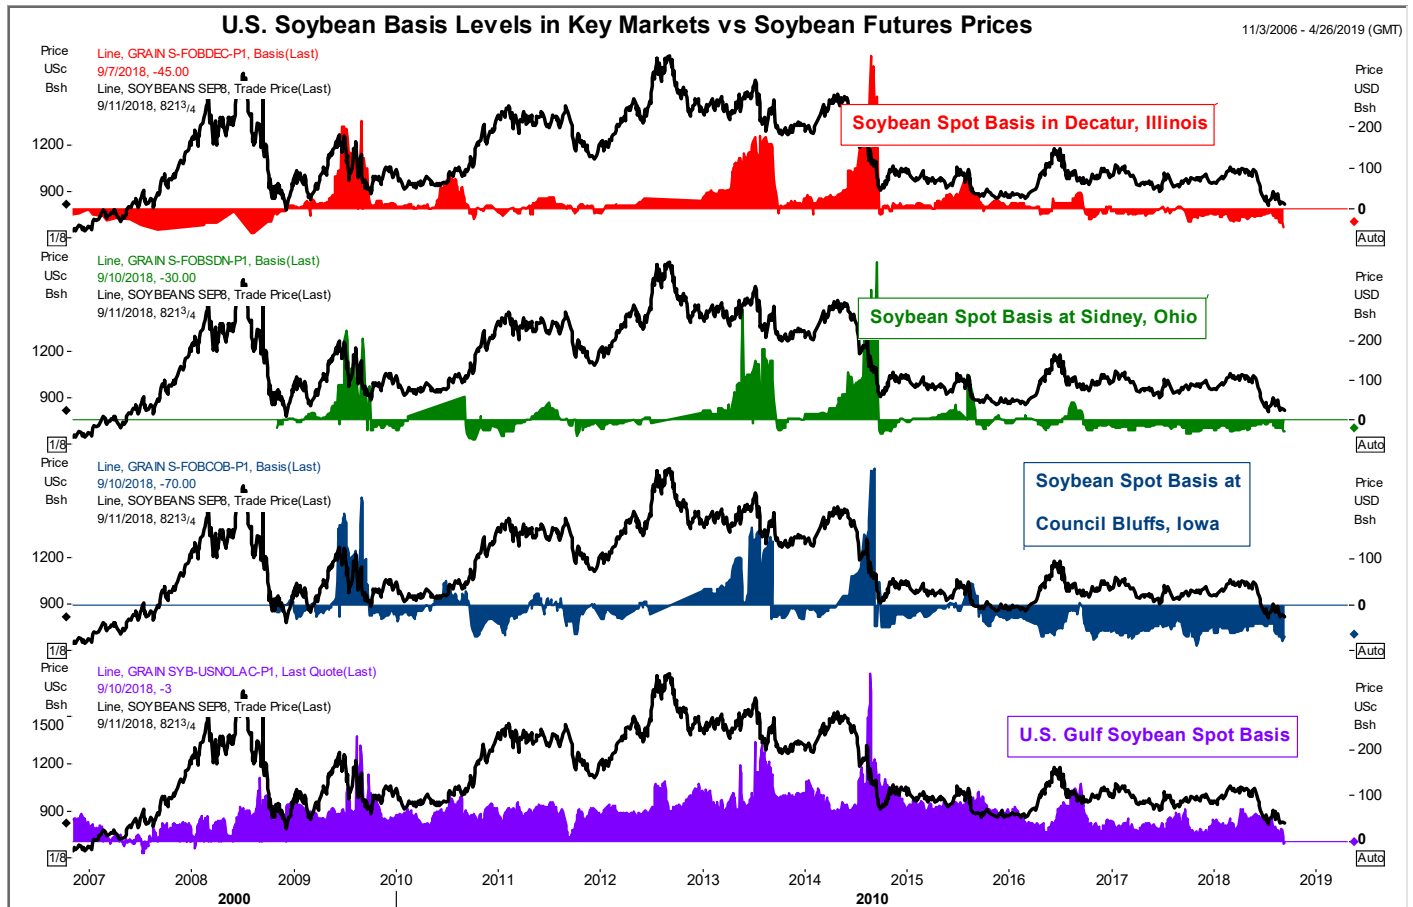 U.S. Soybean Basis Levels in Key Markets vs Soybean Futures Prices
11/3/2006 - 4/26/2019 (GMT)
Price
USc
Bsh
Line, GRAIN S-FOBDEC-P1, Basis(Last)
9/7/2018, -45.00
Line, SOYBEANS SEP8, Trade Price(Last)
9/11/2018, 821 3/4
Price
USD
Bsh
Soybean Spot Basis in Decatur, Illinois
1200
900
1/8
200
100
0
Auto
Price
USc
Bsh
Line, GRAIN S-FOBSDN-P1, Basis(Last)
9/10/2018, -30.00
Line, SOYBEANS SEP8, Trade Price(Last)
9/11/2018, 821 3/4
Price
USD
Bsh
Soybean Spot Basis at Sidney, Ohio
1200
900
1/8
200
100
0
Auto
Price
USc
Bsh
Line, GRAIN S-FOBCOB-P1, Basis(Last)
9/10/2018, -70.00
Line, SOYBEANS SEP8, Trade Price(Last)
9/11/2018, 821 3/4
Price
USD
Bsh
Soybean Spot Basis at
Council Bluffs, Iowa
1200
900
1/8
100
0
Auto
Price
USc
Bsh
Line, GRAIN SYB-USNOLAC-P1, Last Quote(Last)
9/10/2018, -3
Line, SOYBEANS SEP8, Trade Price(Last)
9/11/2018, 821 3/4
Price
USc
Bsh
U.S. Gulf Soybean Spot Basis
1500
1200
900
1/8
200
100
0
Auto
2007 2008 2009 2010 2011 2012 2013 2014 2015 2016 2017 2018 2019
2000 2010